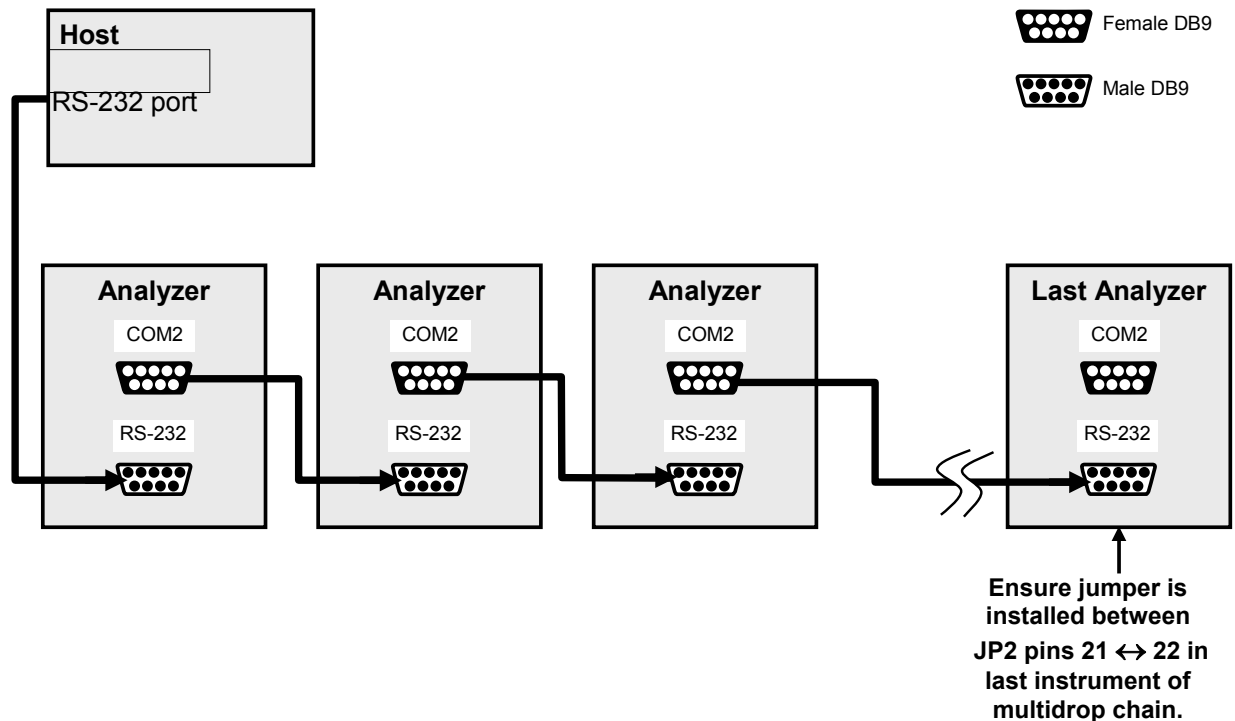 Host
RS-232 port
Female DB9
Male DB9
Analyzer
COM2
RS-232
Analyzer
COM2
RS-232
Analyzer
COM2
RS-232
Last Analyzer
COM2
RS-232
Ensure jumper is
installed between
JP2 pins 21 ↔ 22 in
last instrument of
multidrop chain.